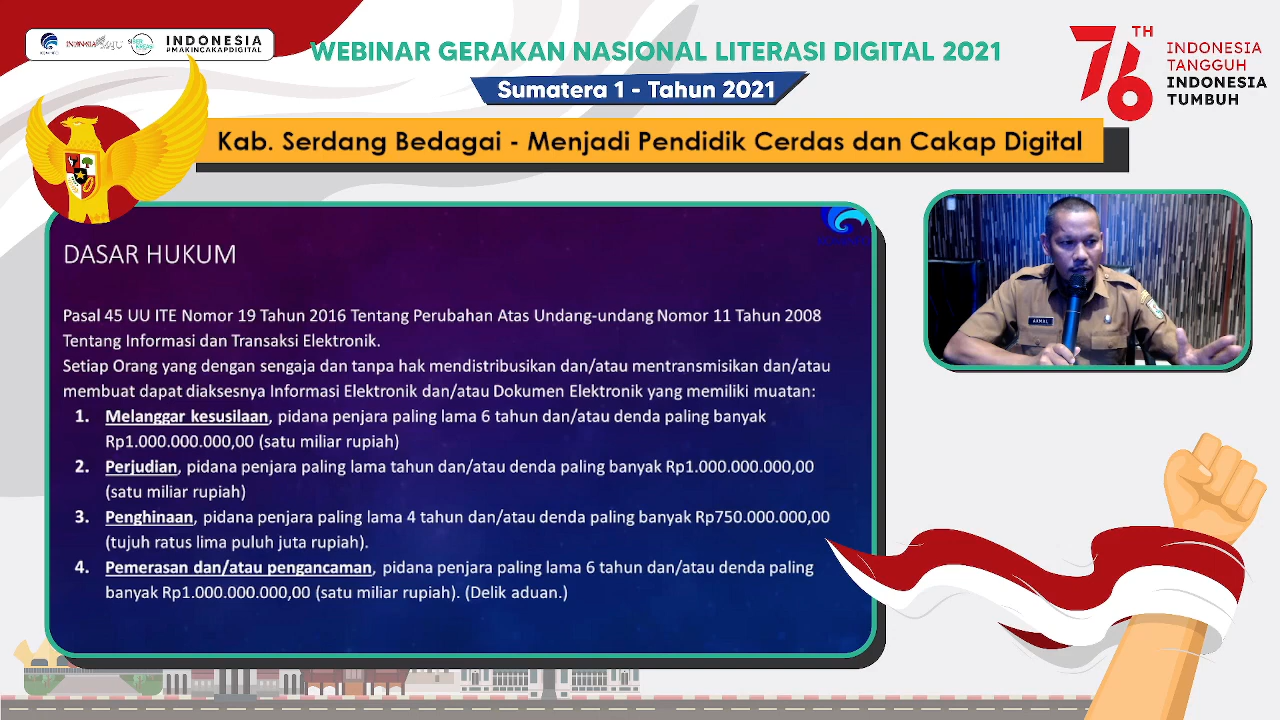 INDONESIA
#MAKINCAKAPDIGITAL
WEBINAR GERAKAN NASIONAL LITERASI DIGITAL 2021
Sumatera 1 - Tahun 2021
76 TH
INDONESIA
TANGGUH
INDONESIA
TUMBUH
Kab. Serdang Bedagai - Menjadi Pendidik Cerdas dan Cakap Digital
DASAR HUKUM
Pasal 45 UU ITE Nomor 19 Tahun 2016 Tentang Perubahan Atas Undang-undang Nomor 11 Tahun 2008
Tentang Informasi dan Transaksi Elektronik.
Setiap Orang yang dengan sengaja dan tanpa hak mendistribusikan dan/atau mentransmisikan dan/atau
membuat dapat diaksesnya Informasi Elektronik dan/atau Dokumen Elektronik yang memiliki muatan:
1. Melanggar kesusilaan, pidana penjara paling lama 6 tahun dan/atau denda paling banyak
Rp1.000.000.000,00 (satu miliar rupiah)
2. Perjudian, pidana penjara paling lama tahun dan/atau denda paling banyak Rp1.000.000.000,00
(satu miliar rupiah)
3. Penghinaan, pidana penjara paling lama 4 tahun dan/atau denda paling banyak Rp750.000.000,00
(tujuh ratus lima puluh juta rupiah).
4. Pemerasan dan/atau pengancaman, pidana penjara paling lama 6 tahun dan/atau denda paling
banyak Rp1.000.000.000,00 (satu miliar rupiah). (Delik aduan.)
AKMAL